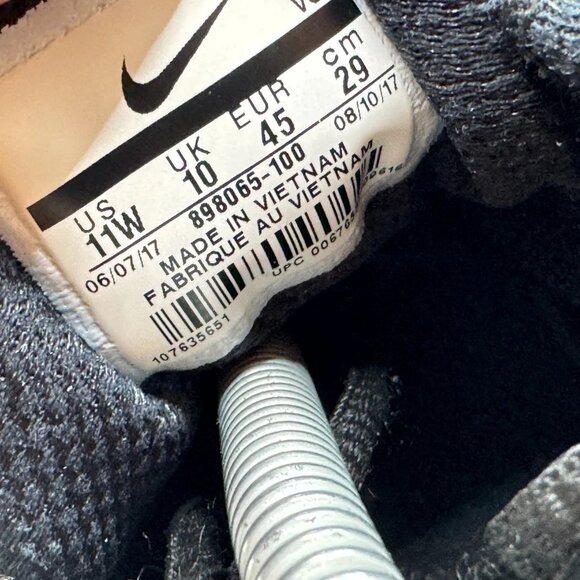 US UK EUR cm
11W 10 45 29
06/07/17 898065-100 08/10/17
MADE IN VIETNAM
FABRIQUE AU VIETNAM
107635651 UPC